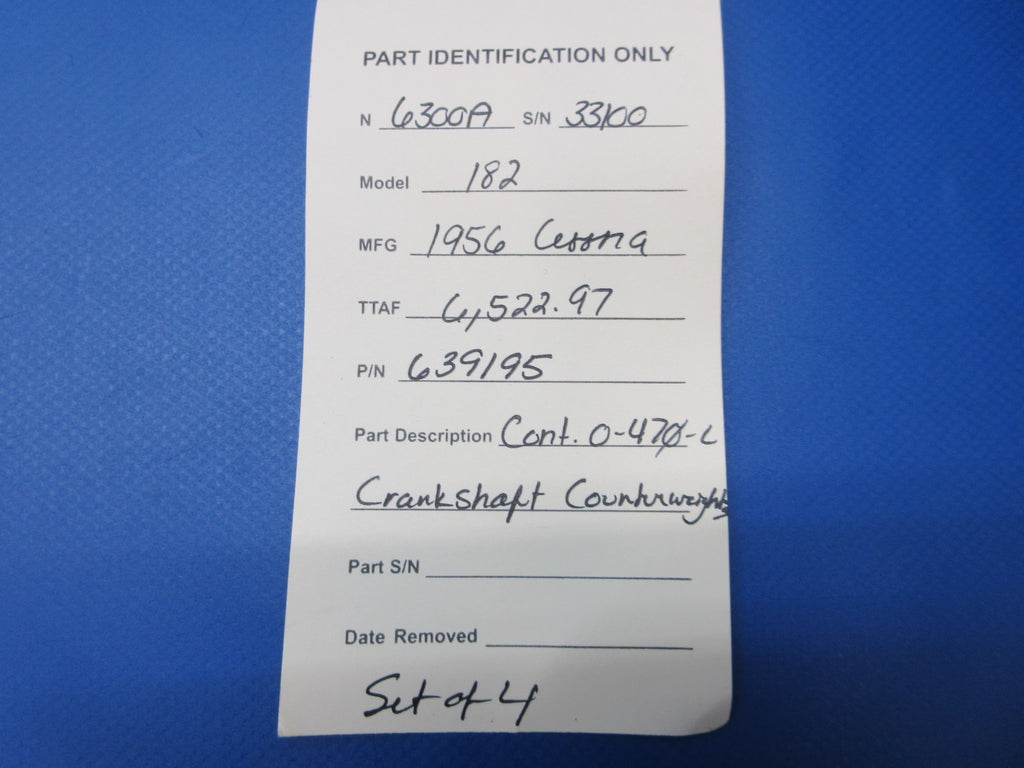 PART IDENTIFICATION ONLY
N 6300A S/N 33100
Model 182
MFG 1956 Cessna
TTAF 6,522.97
P/N 639195
Part Description Cont. O-470-L
Crankshaft Counterweights
Part S/N
Date Removed
Set of 4